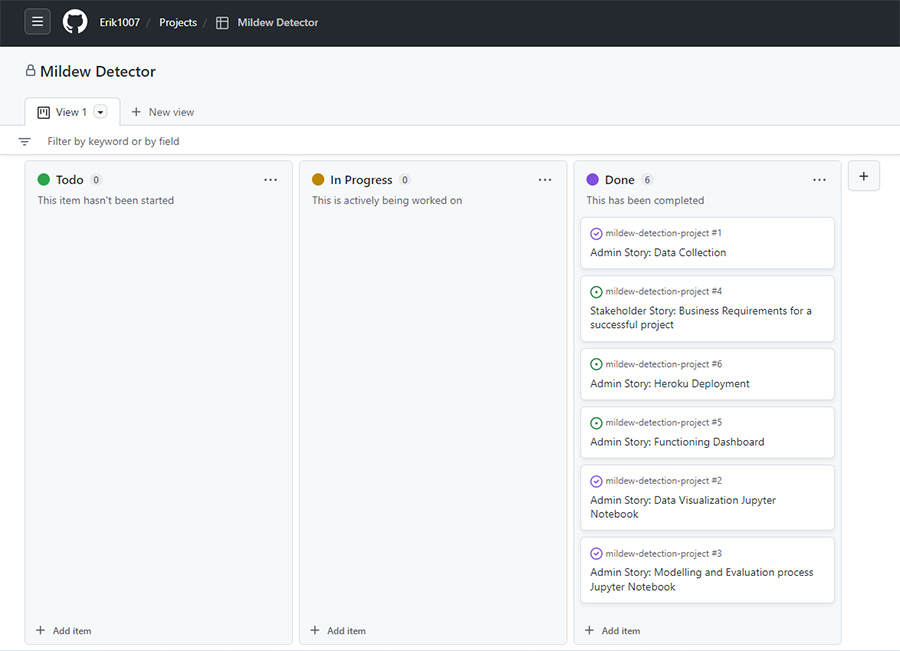 Erik1007 / Projects / Mildew Detector
Mildew Detector
View 1
New view
Filter by keyword or by field
Todo 0
This item hasn't been started
Add item
In Progress 0
This is actively being worked on
Add item
Done 6
This has been completed
mildew-detection-project #1
Admin Story: Data Collection
mildew-detection-project #4
Stakeholder Story: Business Requirements for a
successful project
mildew-detection-project #6
Admin Story: Heroku Deployment
mildew-detection-project #5
Admin Story: Functioning Dashboard
mildew-detection-project #2
Admin Story: Data Visualization Jupyter
Notebook
mildew-detection-project #3
Admin Story: Modelling and Evaluation process
Jupyter Notebook
Add item